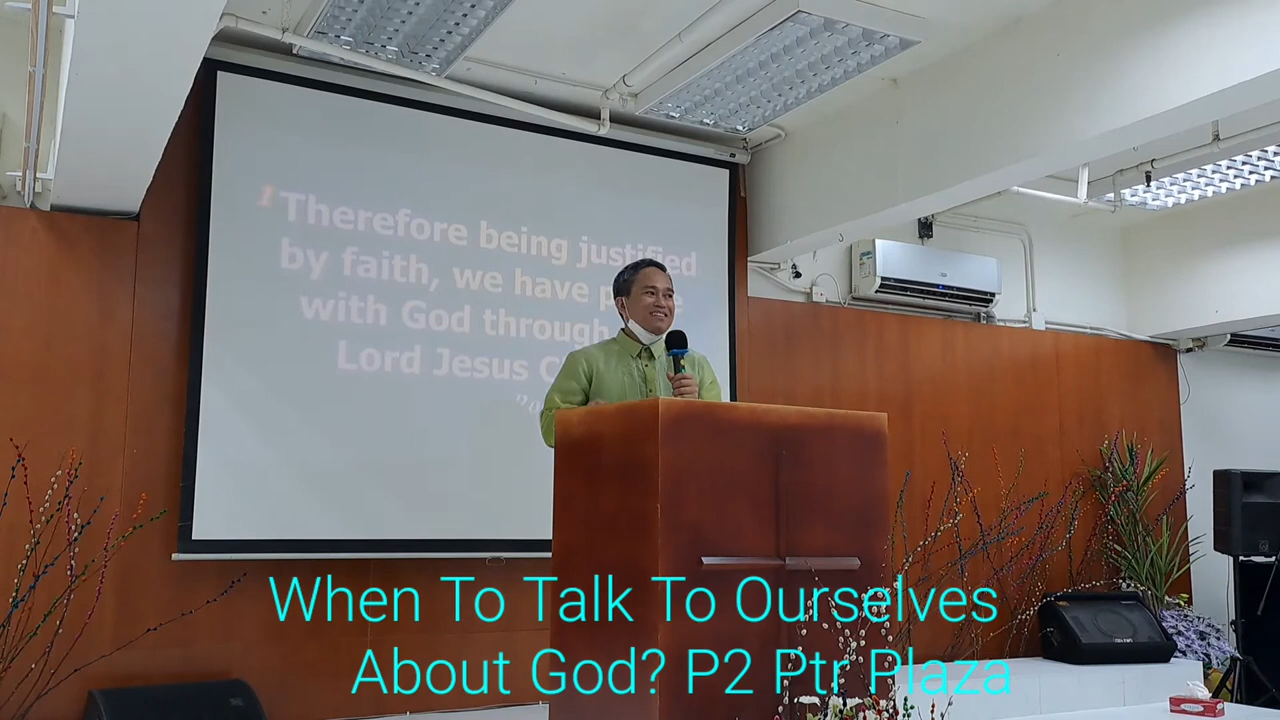 1 Therefore being justified
by faith, we have
with God through
Lord Jesus
When To Talk To Ourselves
About God? P2 Ptr Plaza